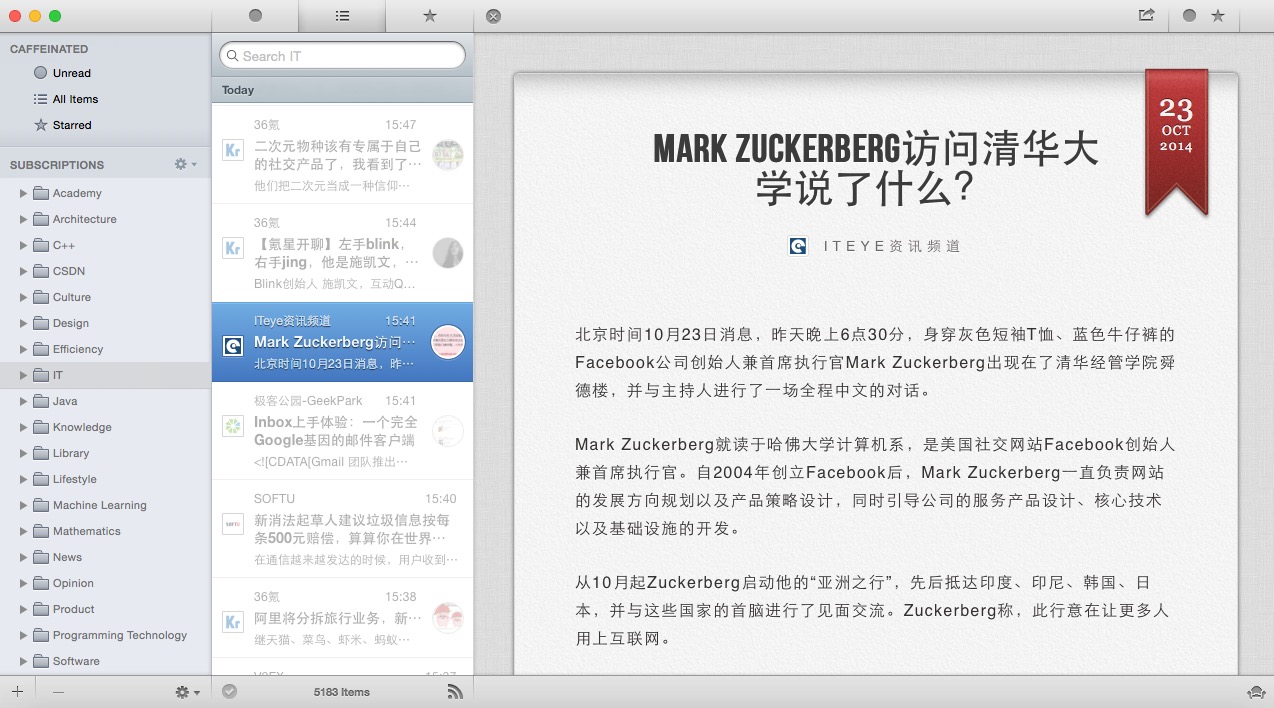 CAFFEINATED
Unread
All Items
Starred
SUBSCRIPTIONS
Academy
Architecture
C++
CSDN
Culture
Design
Efficiency
IT
Java
Knowledge
Library
Lifestyle
Machine Learning
Mathematics
News
Opinion
Product
Programming Technology
Software
Search IT
Today
36氪 15:47
Kr
二次元物种该有专属于自己
的社交产品了，我看到了…
他们把二次元当成一种信仰…
36氪 15:44
Kr
【氪星开聊】左手blink，
右手jing，他是施凯文，…
Blink创始人 施凯文，互动Q…
ITeye资讯频道 15:41
Mark Zuckerberg访问…
北京时间10月23日消息，昨…
极客公园-GeekPark 15:41
Inbox上手体验：一个完全
Google基因的邮件客户端
<![CDATA[Gmail 团队推出…
SOFTU 15:40
新消法起草人建议垃圾信息按每
条500元赔偿，算算你在世界…
在通信越来越发达的时候，用户收到…
36氪 15:38
Kr
阿里将分拆旅行业务，新…
继天猫、菜鸟、虾米、蚂蚁…
5183 Items
23
OCT
2014
MARK ZUCKERBERG访问清华大
学说了什么？
ITEYE资讯频道
北京时间10月23日消息，昨天晚上6点30分，身穿灰色短袖T恤、蓝色牛仔裤的
Facebook公司创始人兼首席执行官Mark Zuckerberg出现在了清华经管学院舜
德楼，并与主持人进行了一场全程中文的对话。
Mark Zuckerberg就读于哈佛大学计算机系，是美国社交网站Facebook创始人
兼首席执行官。自2004年创立Facebook后，Mark Zuckerberg一直负责网站
的发展方向规划以及产品策略设计，同时引导公司的服务产品设计、核心技术
以及基础设施的开发。
从10月起Zuckerberg启动他的“亚洲之行”，先后抵达印度、印尼、韩国、日
本，并与这些国家的首脑进行了见面交流。Zuckerberg称，此行意在让更多人
用上互联网。